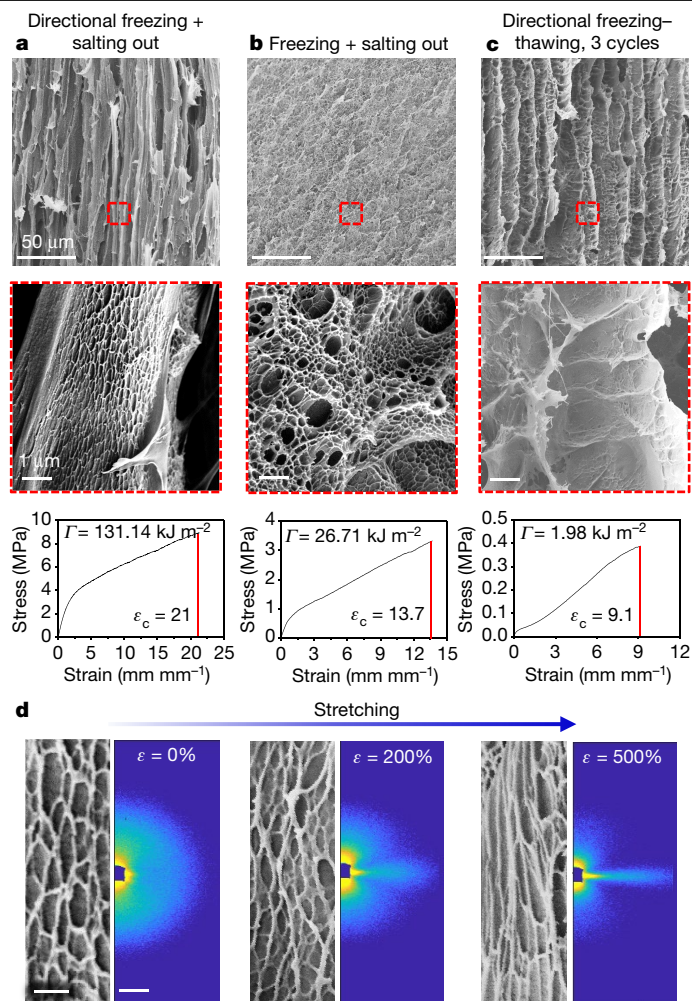 Directional freezing +
salting out
a
b Freezing + salting out
Directional freezing–
thawing, 3 cycles
c
50 μm
1 μm
Γ = 131.14 kJ m⁻²
εc = 21
Stress (MPa)
10
8
6
4
2
0
0 5 10 15 20 25
Strain (mm mm⁻¹)
Γ = 26.71 kJ m⁻²
εc = 13.7
Stress (MPa)
4
3
2
1
0
0 3 6 9 12 15
Strain (mm mm⁻¹)
Γ = 1.98 kJ m⁻²
εc = 9.1
Stress (MPa)
0.5
0.4
0.3
0.2
0.1
0.0
0 3 6 9 12
Strain (mm mm⁻¹)
d
Stretching
ε = 0%
ε = 200%
ε = 500%